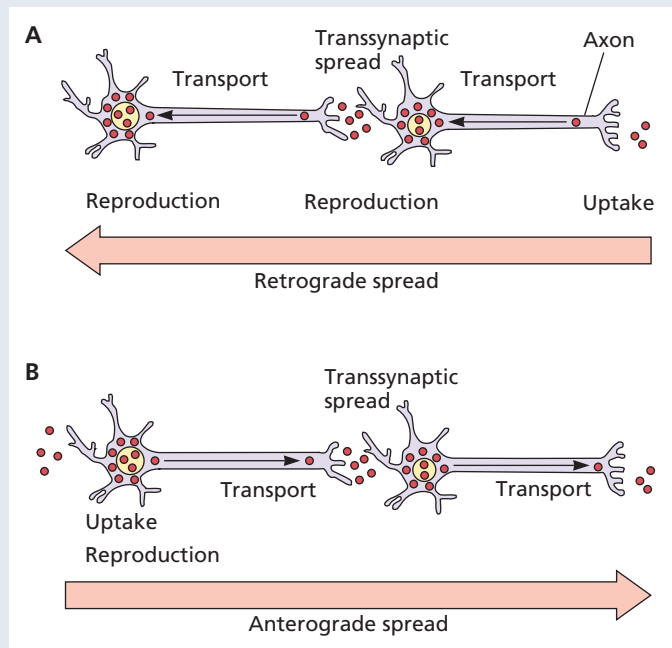 A
Transsynaptic
spread
Axon
Transport
Transport
Reproduction
Reproduction
Uptake
Retrograde spread
B
Transsynaptic
spread
Transport
Transport
Uptake
Reproduction
Anterograde spread